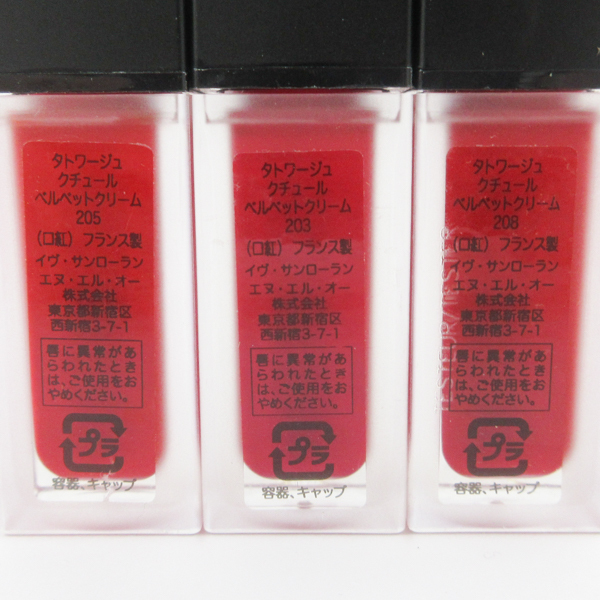 タトワージュ
クチュール
ベルベットクリーム
205
(口紅) フランス製
イヴ・サンローラン
エヌ・エル・オー
株式会社
東京都新宿区
西新宿3-7-1
唇に異常があ
らわれたとき
は、ご使用をお
やめください。
プラ
容器、キャップ
タトワージュ
クチュール
ベルベットクリーム
203
(口紅) フランス製
イヴ・サンローラン
エヌ・エル・オー
株式会社
東京都新宿区
西新宿3-7-1
唇に異常があ
らわれたとき
は、ご使用をお
やめください。
プラ
容器、キャップ
タトワージュ
クチュール
ベルベットクリーム
208
(口紅) フランス製
イヴ・サンローラン
エヌ・エル・オー
株式会社
東京都新宿区
西新宿3-7-1
唇に異常があ
らわれたとき
は、ご使用をお
やめください。
プラ
容器、キャップ